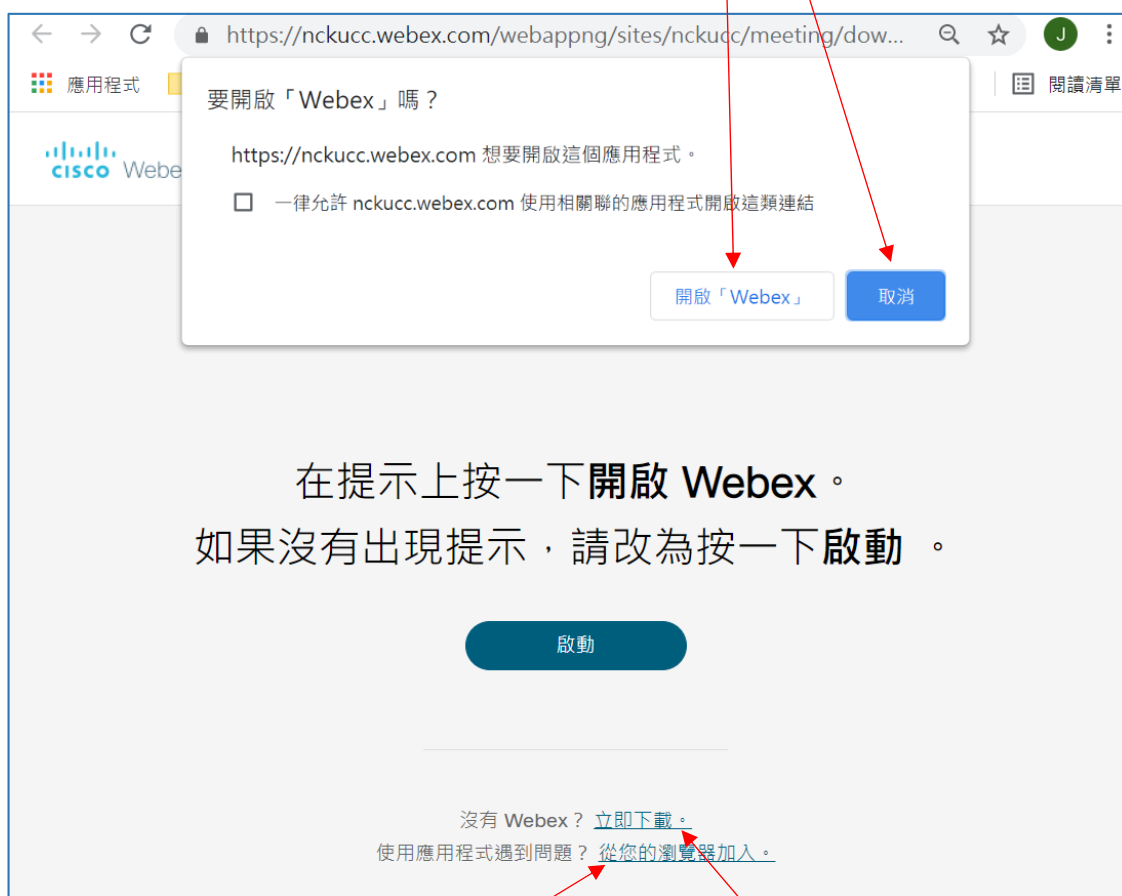 https://nckucc.webex.com/webappng/sites/nckucc/meeting/dow...
J
應用程式
閱讀清單
要開啟「Webex」嗎？
https://nckucc.webex.com 想要開啟這個應用程式。
一律允許 nckucc.webex.com 使用相關聯的應用程式開啟這類連結
開啟「Webex」
取消
CISCO Webe
在提示上按一下開啟 Webex。
如果沒有出現提示，請改為按一下啟動 。
啟動
沒有 Webex？ 立即下載。
使用應用程式遇到問題？ 從您的瀏覽器加入。